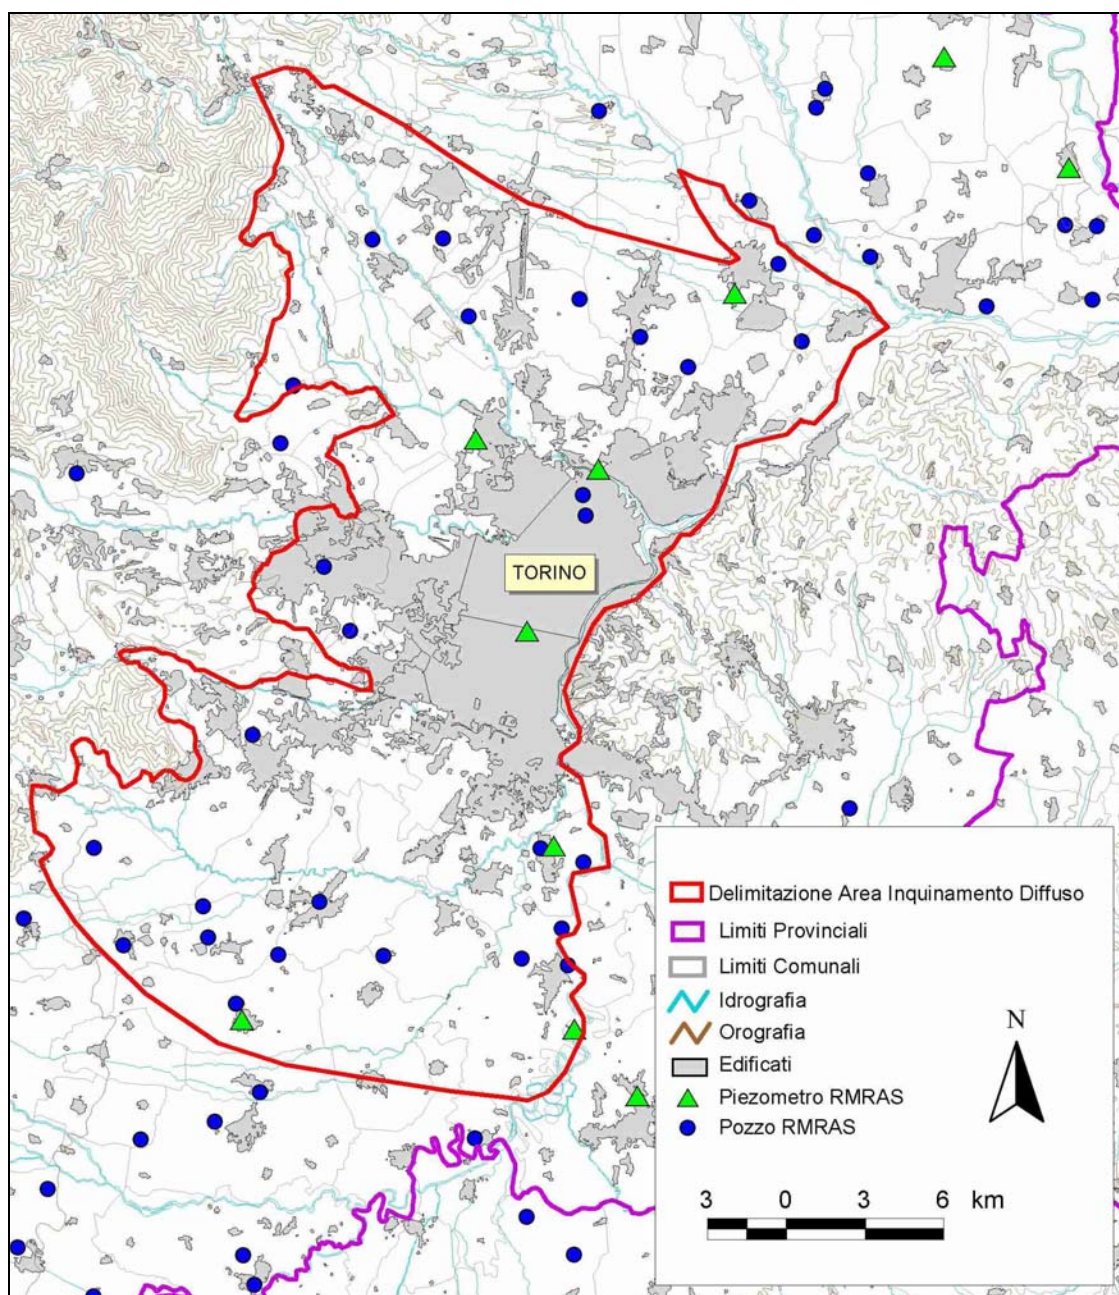 TORINO
Delimitazione Area Inquinamento Diffuso
Limiti Provinciali
Limiti Comunali
Idrografia
Orografia
Edificati
Piezometro RMRAS
Pozzo RMRAS
N
3 0 3 6 km